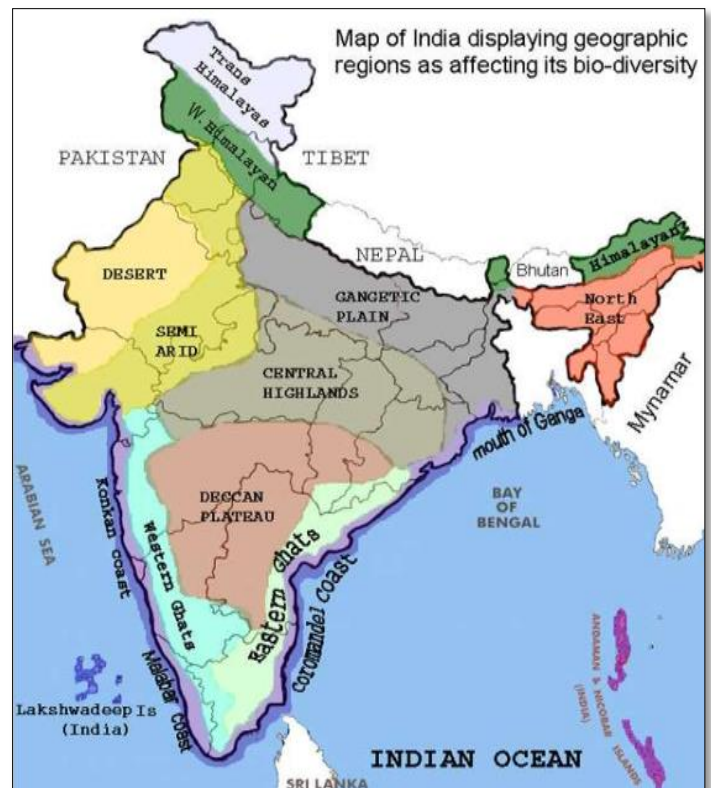 Map of India displaying geographic
regions as affecting its bio-diversity
Trans
Himalayas
W. Himalayan
PAKISTAN
TIBET
NEPAL
Bhutan
Himalayan?
DESERT
GANGETIC
PLAIN
North
East
SEMI
ARID
CENTRAL
HIGHLANDS
Mynamar
mouth of Ganga
ARABIAN SEA
Konkan coast
Western Ghats
DECCAN
PLATEAU
BAY
OF
BENGAL
Eastern Ghats
Coromandel Coast
Malabar coast
Lakshwadeep Is
(India)
ANDAMAN & NICOBAR ISLANDS
(INDIA)
INDIAN OCEAN
SRI LANKA